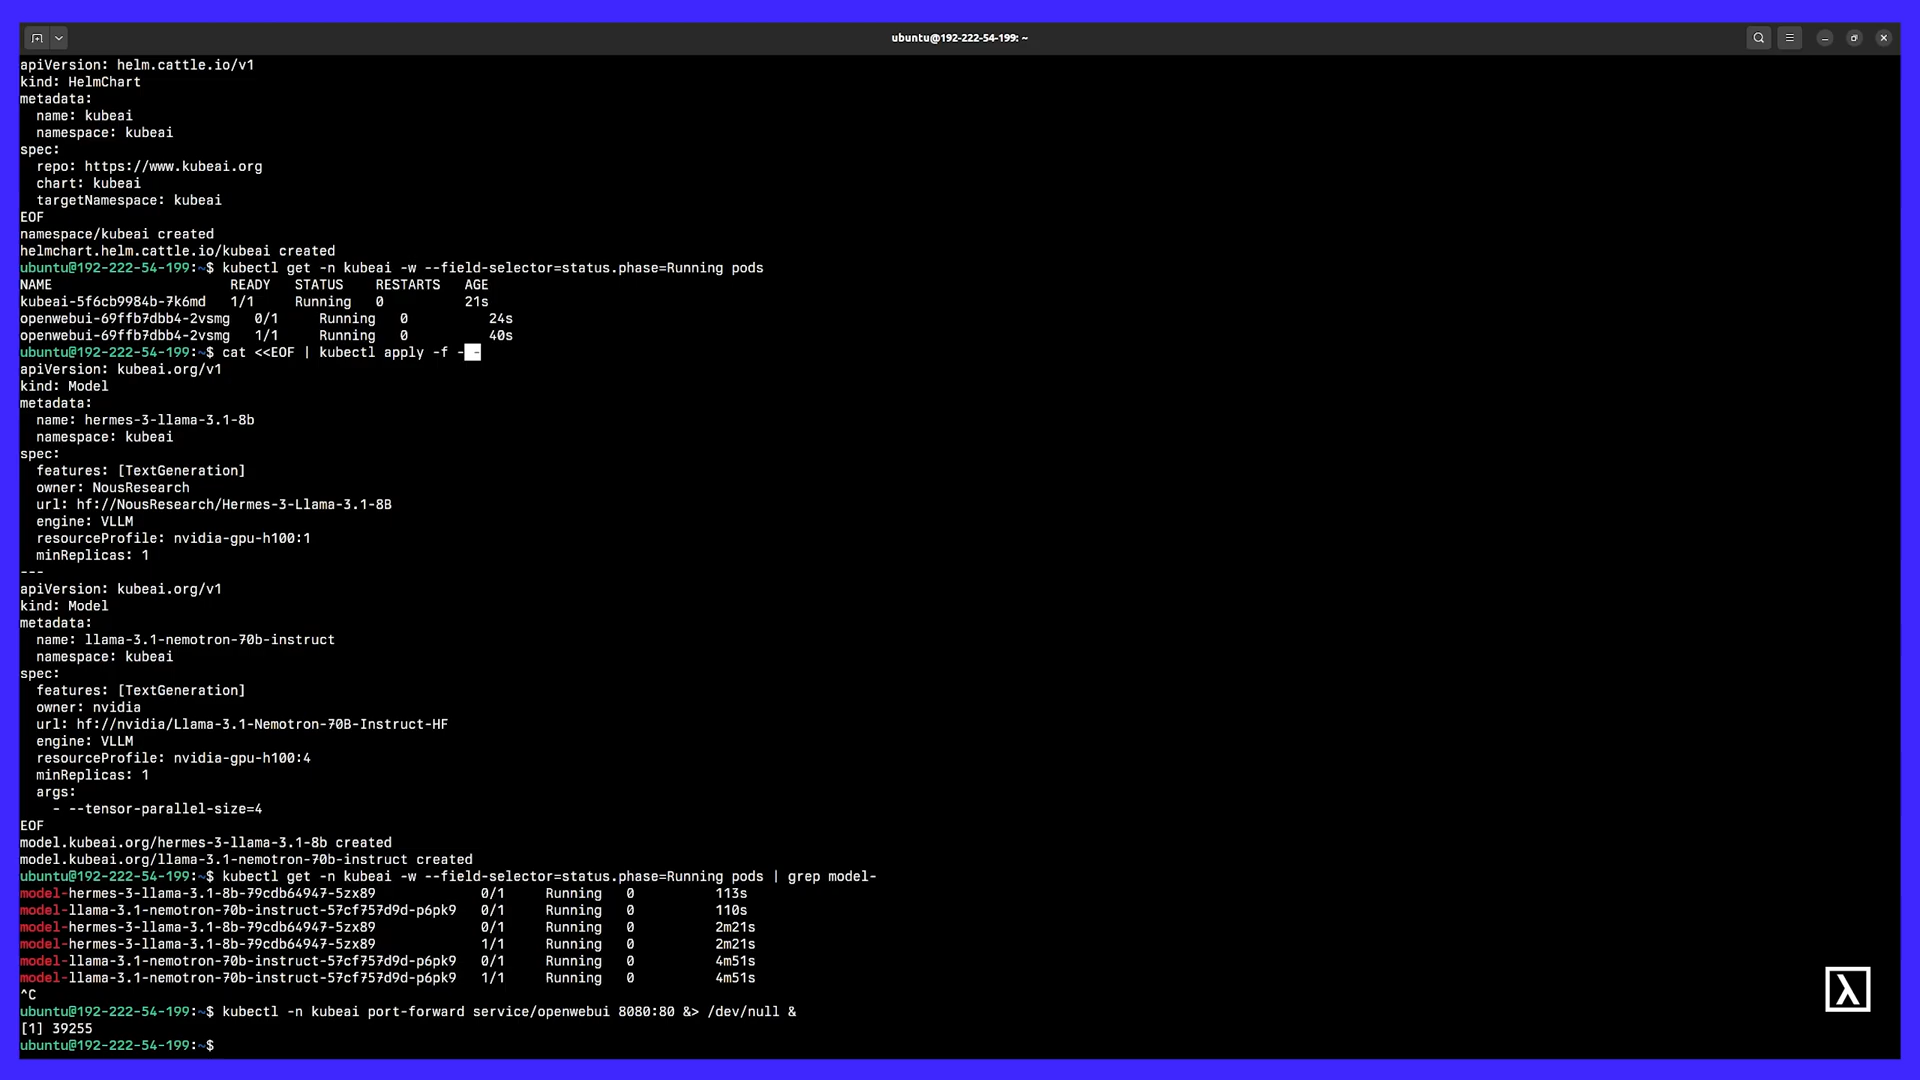 ubuntu@192-222-54-199: ~
apiVersion: helm.cattle.io/v1
kind: HelmChart
metadata:
  name: kubeai
  namespace: kubeai
spec:
  repo: https://www.kubeai.org
  chart: kubeai
  targetNamespace: kubeai
EOF
namespace/kubeai created
helmchart.helm.cattle.io/kubeai created
ubuntu@192-222-54-199:~$ kubectl get -n kubeai -w --field-selector=status.phase=Running pods
NAME                      READY   STATUS    RESTARTS   AGE
kubeai-5f6cb9984b-7k6md   1/1     Running   0          21s
openwebui-69ffb7dbb4-2vsmg   0/1     Running   0          24s
openwebui-69ffb7dbb4-2vsmg   1/1     Running   0          40s
ubuntu@192-222-54-199:~$ cat <<EOF | kubectl apply -f - -
apiVersion: kubeai.org/v1
kind: Model
metadata:
  name: hermes-3-llama-3.1-8b
  namespace: kubeai
spec:
  features: [TextGeneration]
  owner: NousResearch
  url: hf://NousResearch/Hermes-3-Llama-3.1-8B
  engine: VLLM
  resourceProfile: nvidia-gpu-h100:1
  minReplicas: 1
---
apiVersion: kubeai.org/v1
kind: Model
metadata:
  name: llama-3.1-nemotron-70b-instruct
  namespace: kubeai
spec:
  features: [TextGeneration]
  owner: nvidia
  url: hf://nvidia/Llama-3.1-Nemotron-70B-Instruct-HF
  engine: VLLM
  resourceProfile: nvidia-gpu-h100:4
  minReplicas: 1
  args:
    - --tensor-parallel-size=4
EOF
model.kubeai.org/hermes-3-llama-3.1-8b created
model.kubeai.org/llama-3.1-nemotron-70b-instruct created
ubuntu@192-222-54-199:~$ kubectl get -n kubeai -w --field-selector=status.phase=Running pods | grep model-
model-hermes-3-llama-3.1-8b-79cdb64947-5zx89             0/1     Running   0          113s
model-llama-3.1-nemotron-70b-instruct-57cf757d9d-p6pk9   0/1     Running   0          110s
model-hermes-3-llama-3.1-8b-79cdb64947-5zx89             0/1     Running   0          2m21s
model-hermes-3-llama-3.1-8b-79cdb64947-5zx89             1/1     Running   0          2m21s
model-llama-3.1-nemotron-70b-instruct-57cf757d9d-p6pk9   0/1     Running   0          4m51s
model-llama-3.1-nemotron-70b-instruct-57cf757d9d-p6pk9   1/1     Running   0          4m51s
^C
ubuntu@192-222-54-199:~$ kubectl -n kubeai port-forward service/openwebui 8080:80 &> /dev/null &
[1] 39255
ubuntu@192-222-54-199:~$
λ